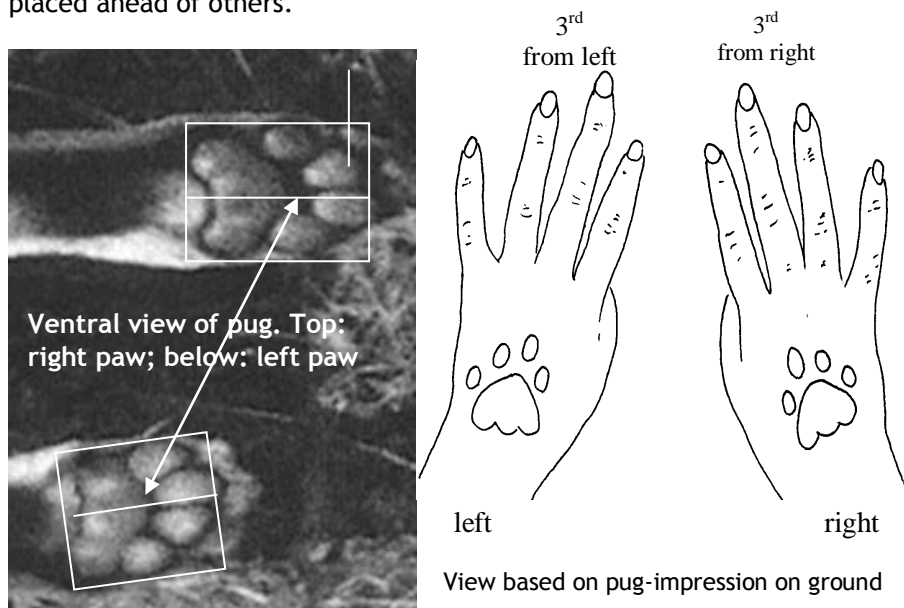 placed ahead of others.
3rd
from left
3rd
from right
Ventral view of pug. Top:
right paw; below: left paw
left
right
View based on pug-impression on ground